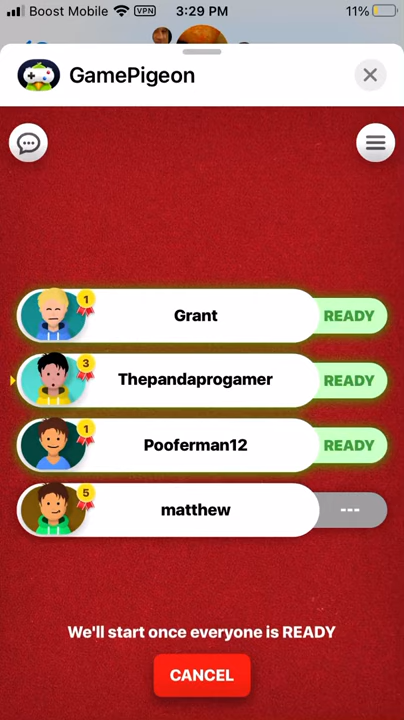 Boost Mobile VPN 3:29 PM 11%
GamePigeon
1
Grant READY
3
Thepandaprogamer READY
1
Pooferman12 READY
5
matthew ---
We'll start once everyone is READY
CANCEL